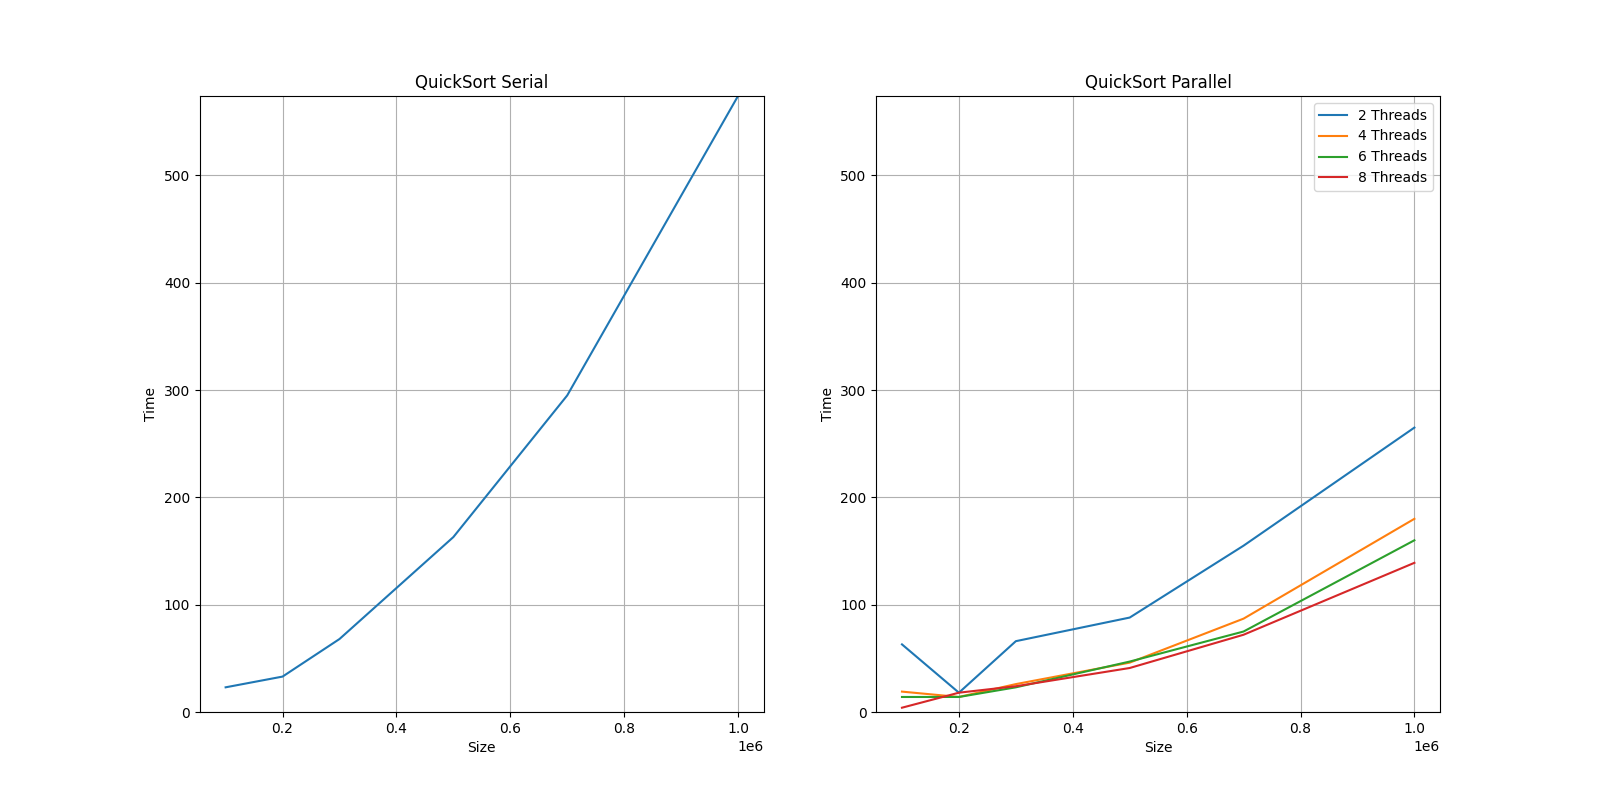 QuickSort Serial
500
400
300
200
100
0
Time
0.2 0.4 0.6 0.8 1.0
1e6
Size
QuickSort Parallel
2 Threads
4 Threads
6 Threads
8 Threads
500
400
300
200
100
0
Time
0.2 0.4 0.6 0.8 1.0
1e6
Size